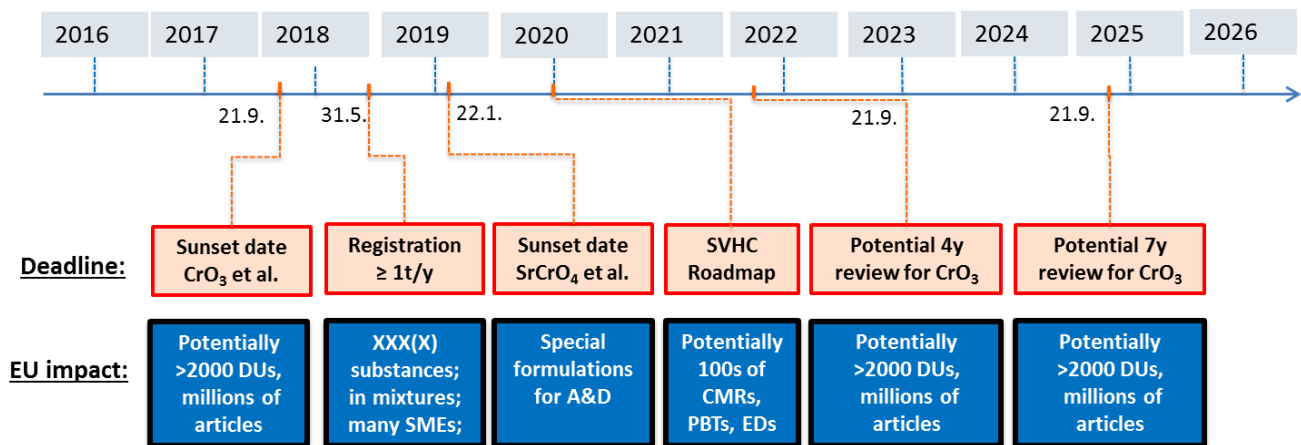 2016 2017 2018 2019 2020 2021 2022 2023 2024 2025 2026
21.9. 31.5. 22.1. 21.9. 21.9.
Deadline:
Sunset date
CrO₃ et al.
Registration
≥ 1t/y
Sunset date
SrCrO₄ et al.
SVHC
Roadmap
Potential 4y
review for CrO₃
Potential 7y
review for CrO₃
EU impact:
Potentially
>2000 DUs,
millions of
articles
XXX(X)
substances;
in mixtures;
many SMEs;
Special
formulations
for A&D
Potentially
100s of
CMRs,
PBTs, EDs
Potentially
>2000 DUs,
millions of
articles
Potentially
>2000 DUs,
millions of
articles